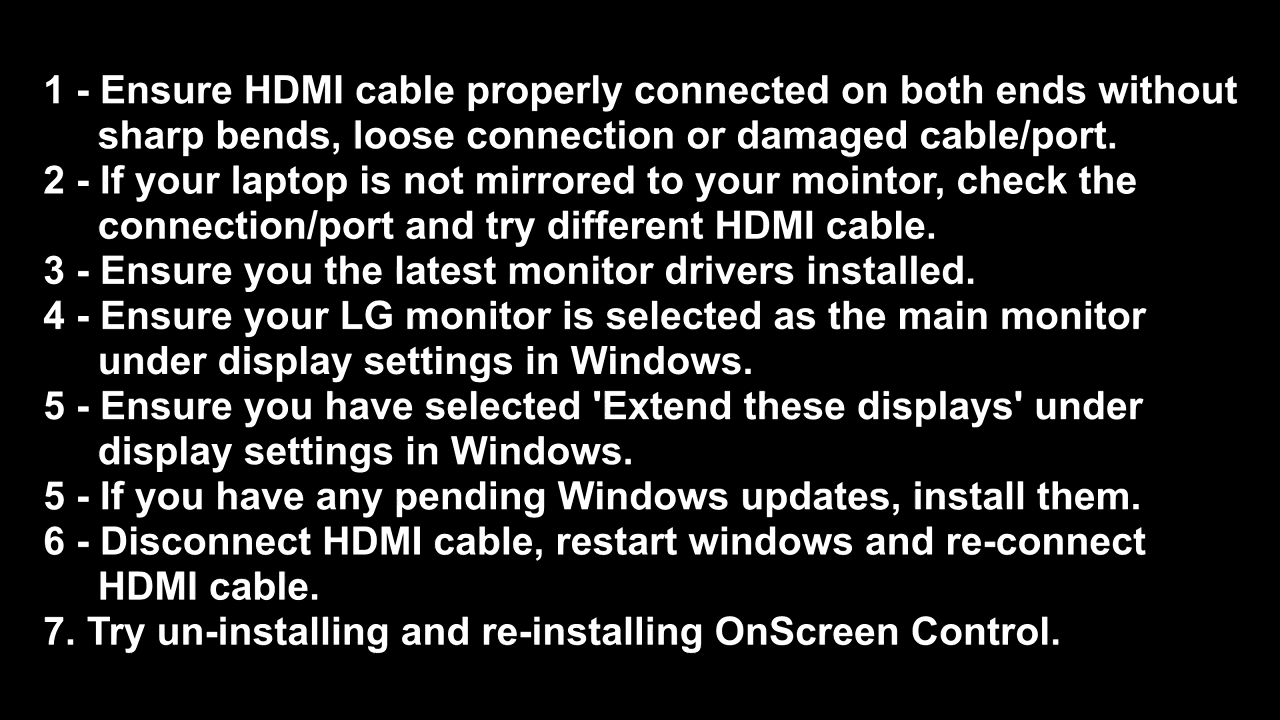 1 - Ensure HDMI cable properly connected on both ends without
sharp bends, loose connection or damaged cable/port.
2 - If your laptop is not mirrored to your mointor, check the
connection/port and try different HDMI cable.
3 - Ensure you the latest monitor drivers installed.
4 - Ensure your LG monitor is selected as the main monitor
under display settings in Windows.
5 - Ensure you have selected 'Extend these displays' under
display settings in Windows.
5 - If you have any pending Windows updates, install them.
6 - Disconnect HDMI cable, restart windows and re-connect
HDMI cable.
7. Try un-installing and re-installing OnScreen Control.